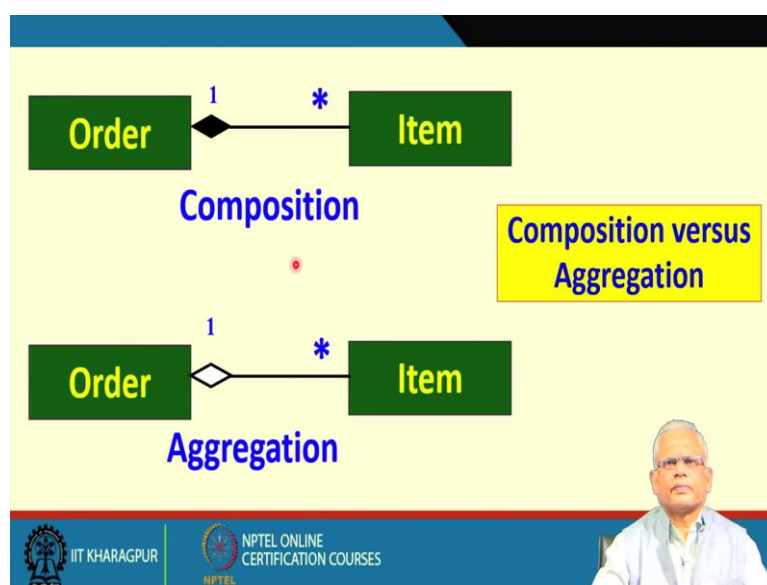 1
*
Order
Item
Composition
Composition versus
Aggregation
1
*
Order
Item
Aggregation
IIT KHARAGPUR
NPTEL
NPTEL ONLINE
CERTIFICATION COURSES